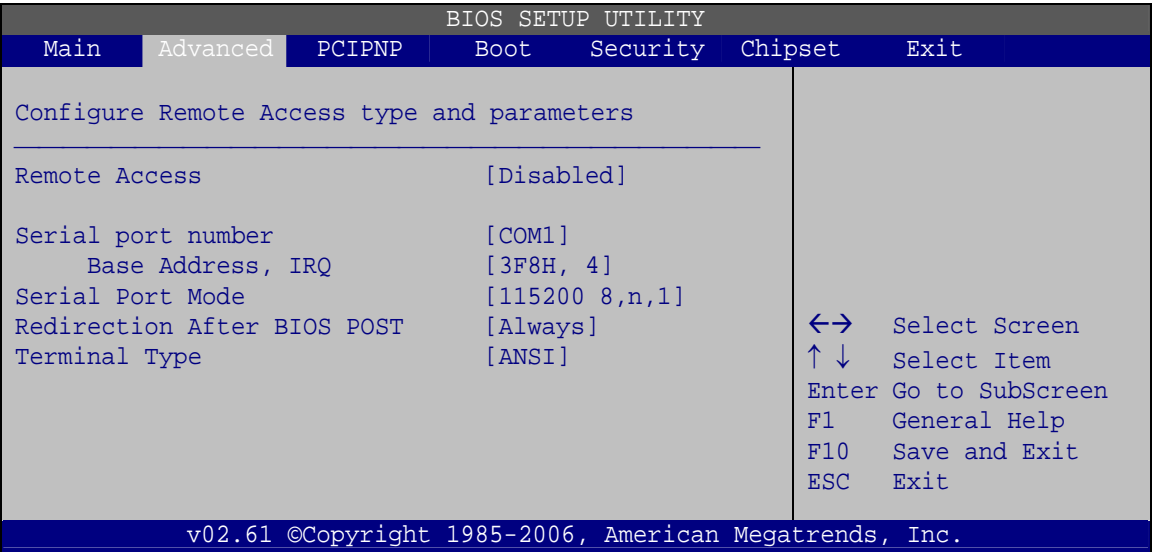 BIOS SETUP UTILITY
Main Advanced PCIPNP Boot Security Chipset Exit
Configure Remote Access type and parameters
Remote Access [Disabled]
Serial port number [COM1]
Base Address, IRQ [3F8H, 4]
Serial Port Mode [115200 8,n,1]
Redirection After BIOS POST [Always]
Terminal Type [ANSI]
←→ Select Screen
↑ ↓ Select Item
Enter Go to SubScreen
F1 General Help
F10 Save and Exit
ESC Exit
v02.61 ©Copyright 1985-2006, American Megatrends, Inc.